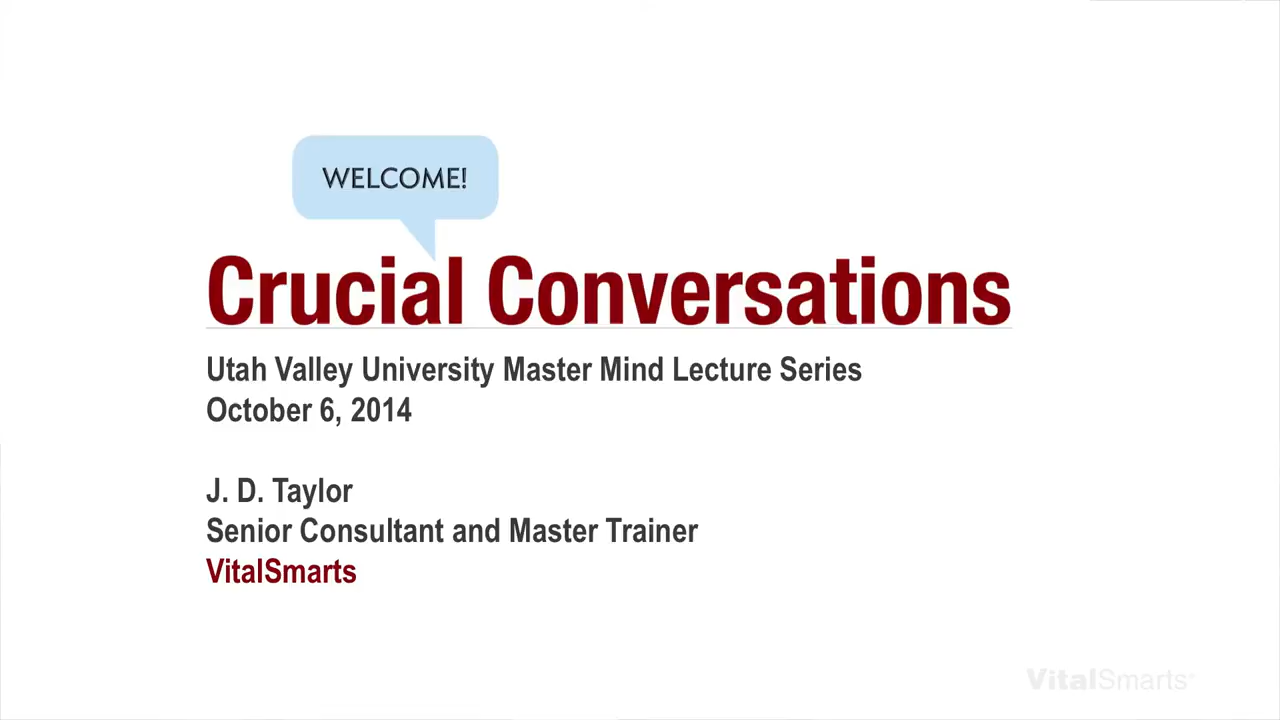 WELCOME!
Crucial Conversations
Utah Valley University Master Mind Lecture Series
October 6, 2014
J. D. Taylor
Senior Consultant and Master Trainer
VitalSmarts
VitalSmarts®